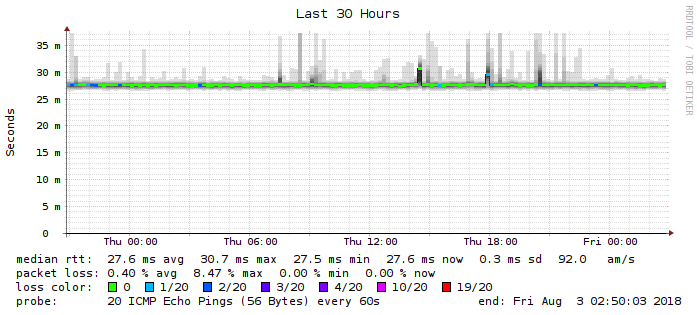 Last 30 Hours
RRDTOOL / TOBI OETIKER
Seconds
35 m
30 m
25 m
20 m
15 m
10 m
5 m
0
Thu 00:00 Thu 06:00 Thu 12:00 Thu 18:00 Fri 00:00
median rtt: 27.6 ms avg 30.7 ms max 27.5 ms min 27.6 ms now 0.3 ms sd 92.0 am/s
packet loss: 0.40 % avg 8.47 % max 0.00 % min 0.00 % now
loss color: 0 1/20 2/20 3/20 4/20 10/20 19/20
probe: 20 ICMP Echo Pings (56 Bytes) every 60s end: Fri Aug 3 02:50:03 2018